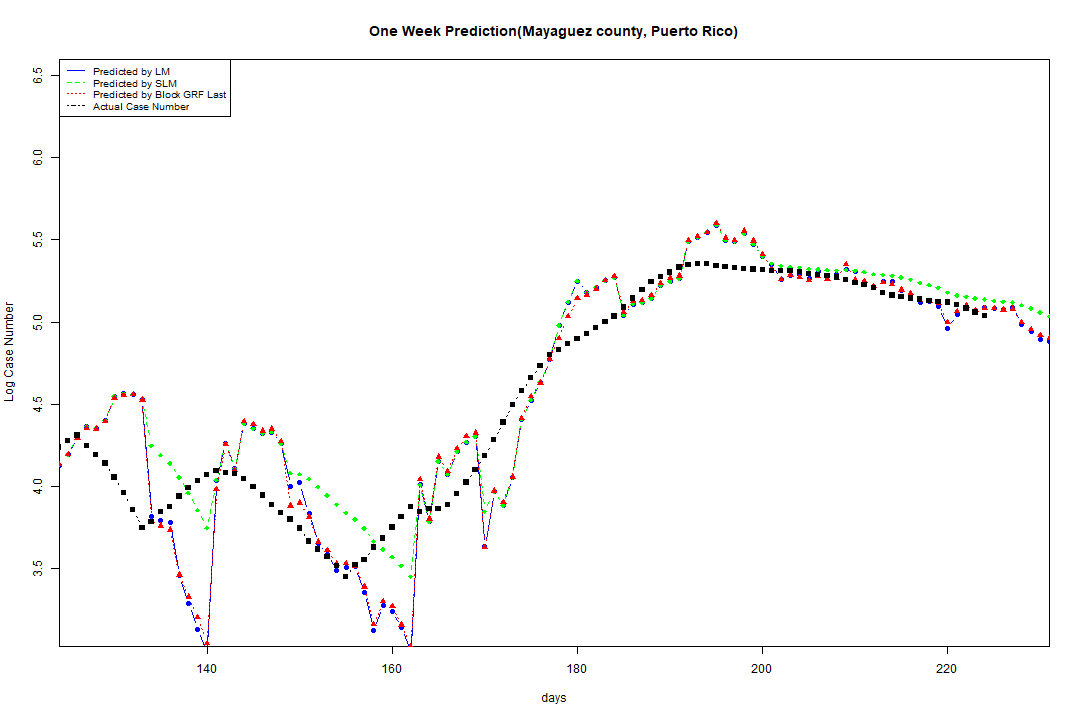 One Week Prediction(Mayaguez county, Puerto Rico)
Predicted by LM
Predicted by SLM
Predicted by Block GRF Last
Actual Case Number
6.5
6.0
5.5
5.0
4.5
4.0
3.5
Log Case Number
140 160 180 200 220
days